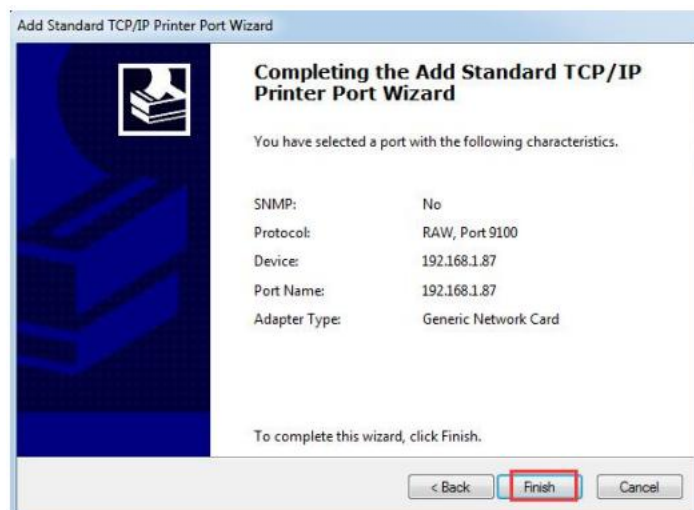 Add Standard TCP/IP Printer Port Wizard
Completing the Add Standard TCP/IP
Printer Port Wizard
You have selected a port with the following characteristics.
SNMP: No
Protocol: RAW, Port 9100
Device: 192.168.1.87
Port Name: 192.168.1.87
Adapter Type: Generic Network Card
To complete this wizard, click Finish.
< Back Finish Cancel